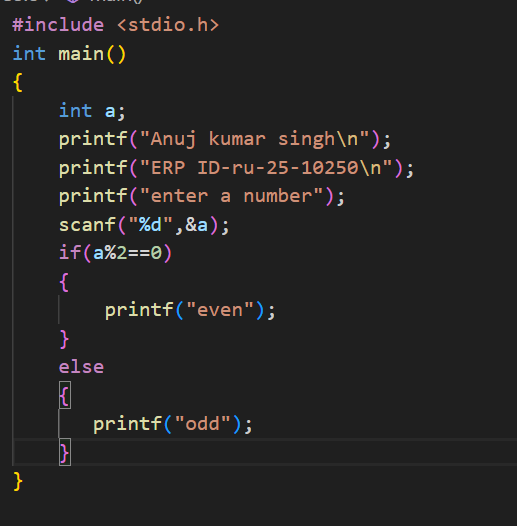 #include <stdio.h>
int main()
{
    int a;
    printf("Anuj kumar singh\n");
    printf("ERP ID-ru-25-10250\n");
    printf("enter a number");
    scanf("%d",&a);
    if(a%2==0)
    {
        printf("even");
    }
    else
    {
       printf("odd");
    }
}